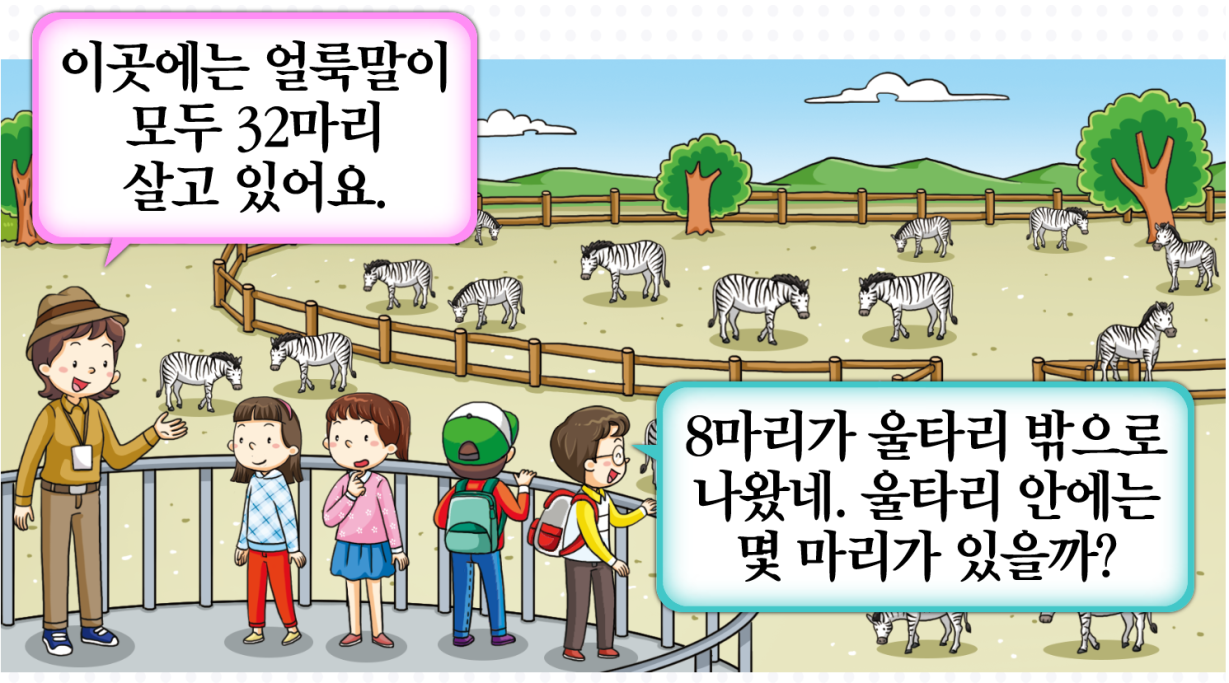 이곳에는 얼룩말이
모두 32마리
살고 있어요.
8마리가 울타리 밖으로
나왔네. 울타리 안에는
몇 마리가 있을까?